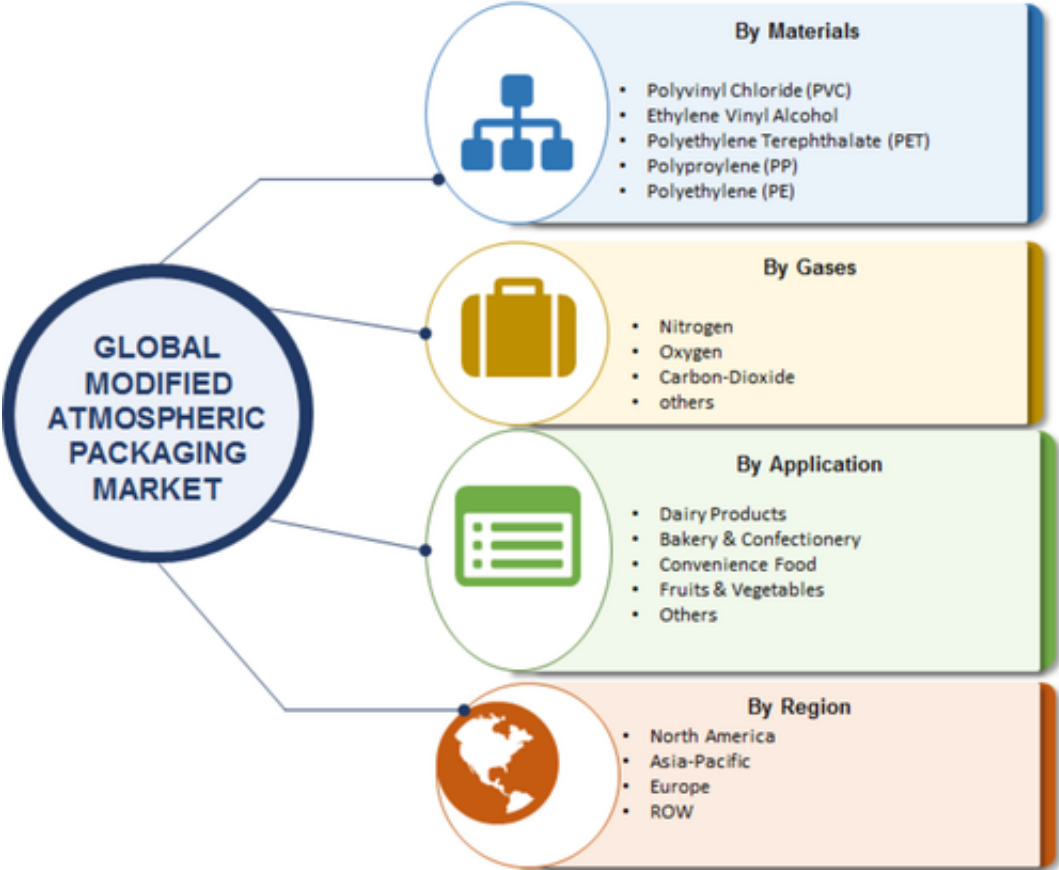 GLOBAL
MODIFIED
ATMOSPHERIC
PACKAGING
MARKET
By Materials
• Polyvinyl Chloride (PVC)
• Ethylene Vinyl Alcohol
• Polyethylene Terephthalate (PET)
• Polyproylene (PP)
• Polyethylene (PE)
By Gases
• Nitrogen
• Oxygen
• Carbon-Dioxide
• others
By Application
• Dairy Products
• Bakery & Confectionery
• Convenience Food
• Fruits & Vegetables
• Others
By Region
• North America
• Asia-Pacific
• Europe
• ROW